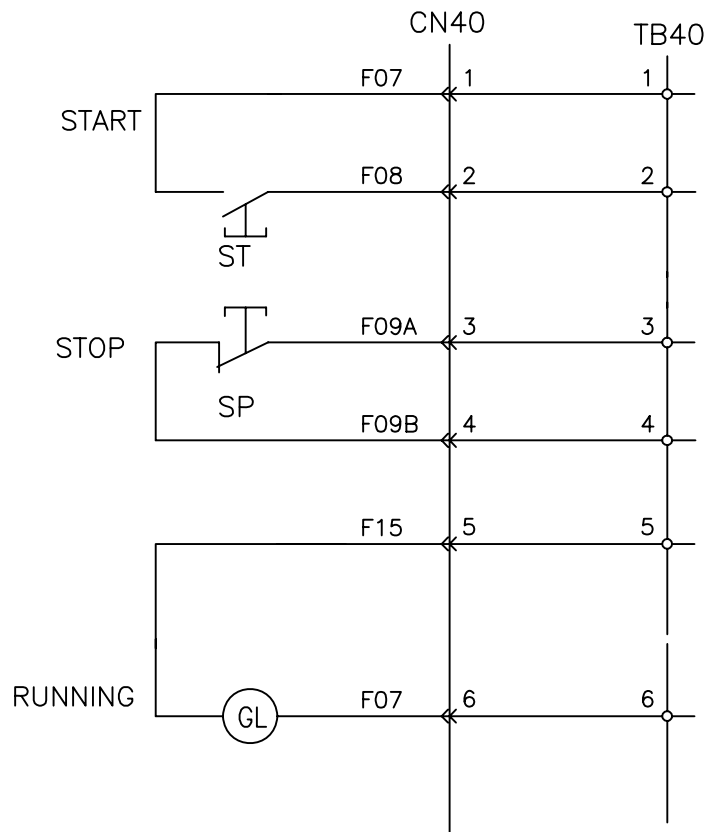 CN40
TB40
F07 1 1
START
F08 2 2
ST
F09A 3 3
STOP
SP
F09B 4 4
F15 5 5
RUNNING
GL
F07 6 6